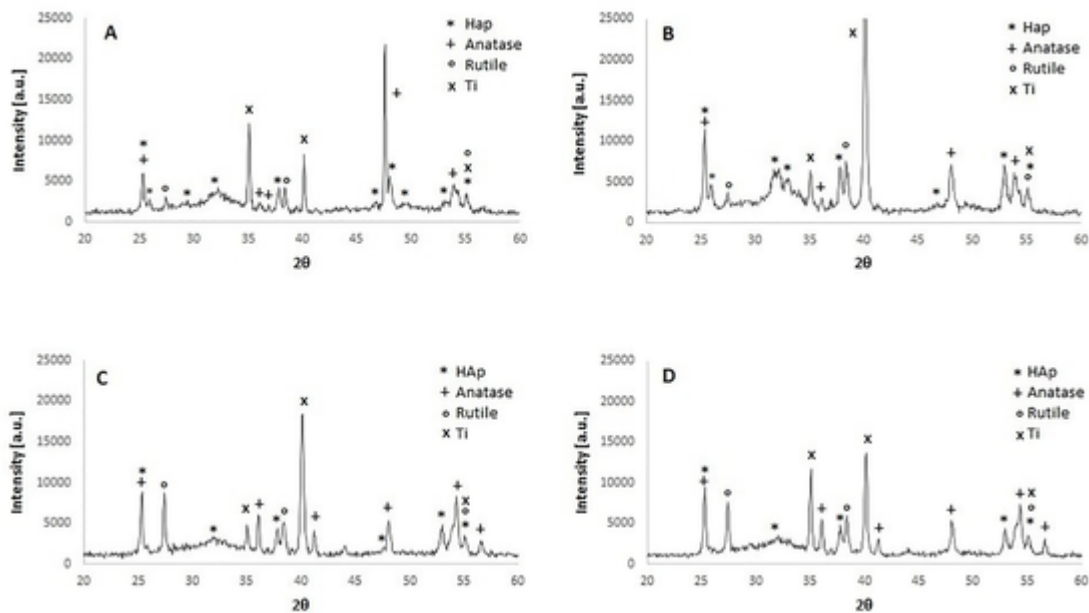 A
* Hap
+ Anatase
o Rutile
x Ti
Intensity [a.u.]
25000
20000
15000
10000
5000
0
20 25 30 35 40 45 50 55 60
2θ
B
* Hap
+ Anatase
o Rutile
x Ti
Intensity [a.u.]
25000
20000
15000
10000
5000
0
20 25 30 35 40 45 50 55 60
2θ
C
* HAp
+ Anatase
o Rutile
x Ti
Intensity [a.u.]
25000
20000
15000
10000
5000
0
20 25 30 35 40 45 50 55 60
2θ
D
* HAp
+ Anatase
o Rutile
x Ti
Intensity [a.u.]
25000
20000
15000
10000
5000
0
20 25 30 35 40 45 50 55 60
2θ